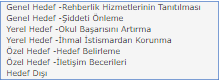 Genel Hedef -Rehberlik Hizmetlerinin Tanıtılması
Genel Hedef -Şiddeti Önleme
Yerel Hedef -Okul Başarısını Artırma
Yerel Hedef -İhmal İstismardan Korunma
Özel Hedef -Hedef Belirleme
Özel Hedef -İletişim Becerileri
Hedef Dışı